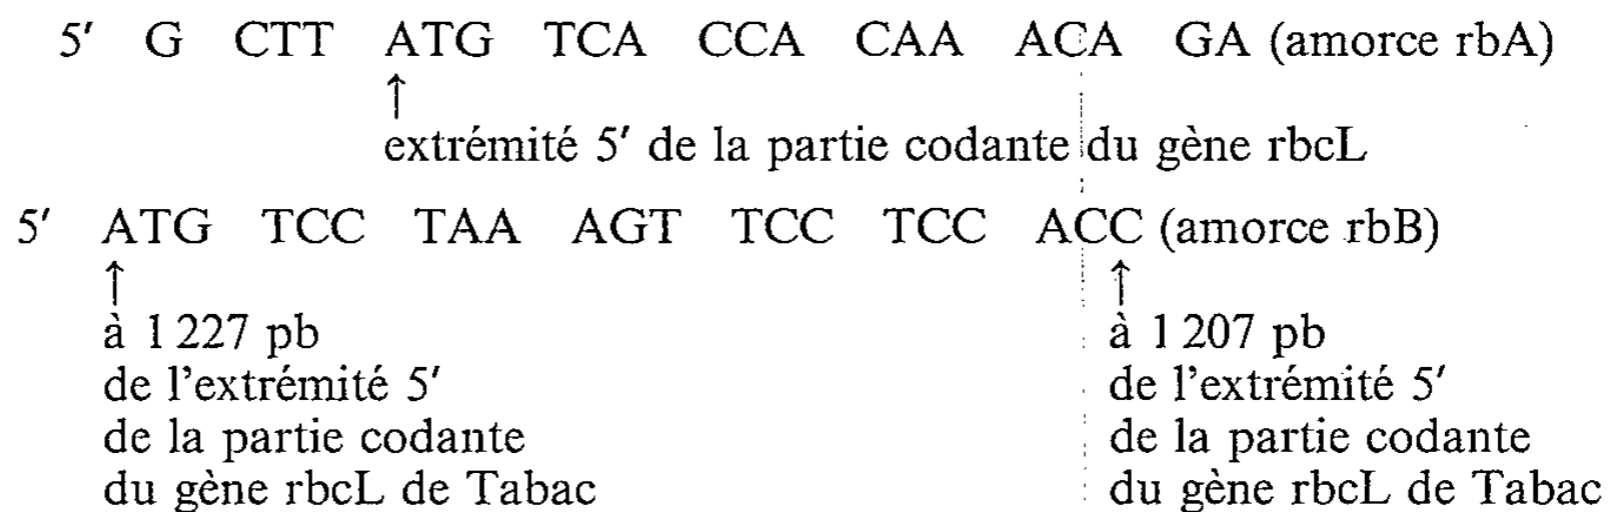 5′ G CTT ATG TCA CCA CAA ACA GA (amorce rbA)
↑
extrémité 5′ de la partie codante du gène rbcL
5′ ATG TCC TAA AGT TCC TCC ACC (amorce rbB)
↑ ↑
à 1 227 pb à 1 207 pb
de l’extrémité 5′ de l’extrémité 5′
de la partie codante de la partie codante
du gène rbcL de Tabac du gène rbcL de Tabac